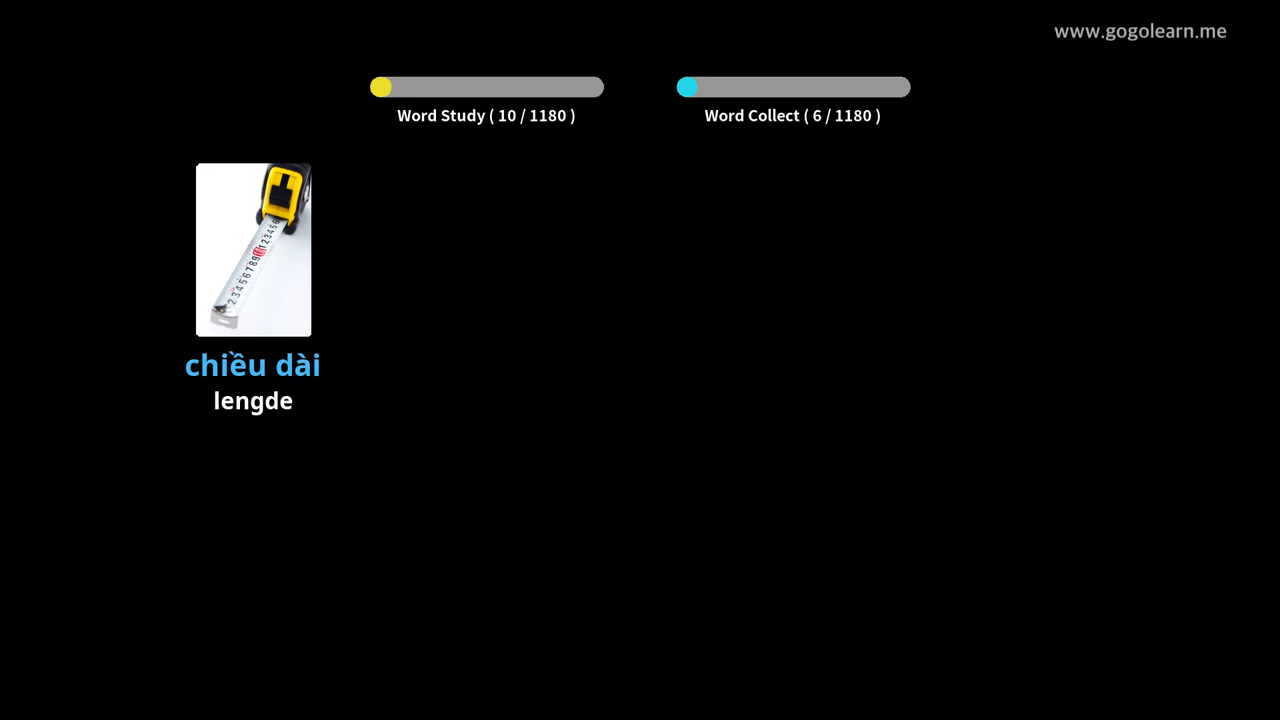 www.gogolearn.me
Word Study ( 10 / 1180 )
Word Collect ( 6 / 1180 )
chiều dài
lengde